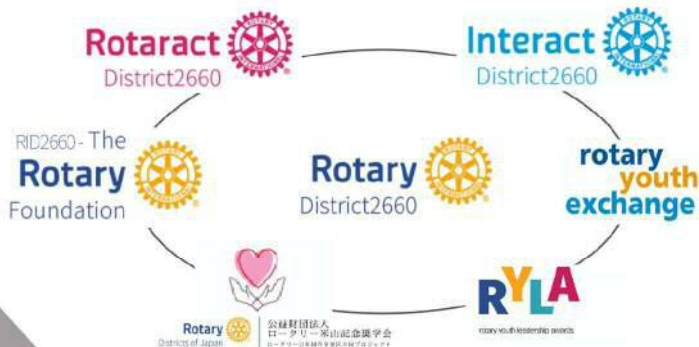 Rotaract
District2660
Interact
District2660
RID2660 - The
Rotary
Foundation
Rotary
District2660
rotary
youth
exchange
Rotary
Districts of Japan
公益財団法人
ロータリー米山記念奨学会
RYLA
rotary youth leadership awards